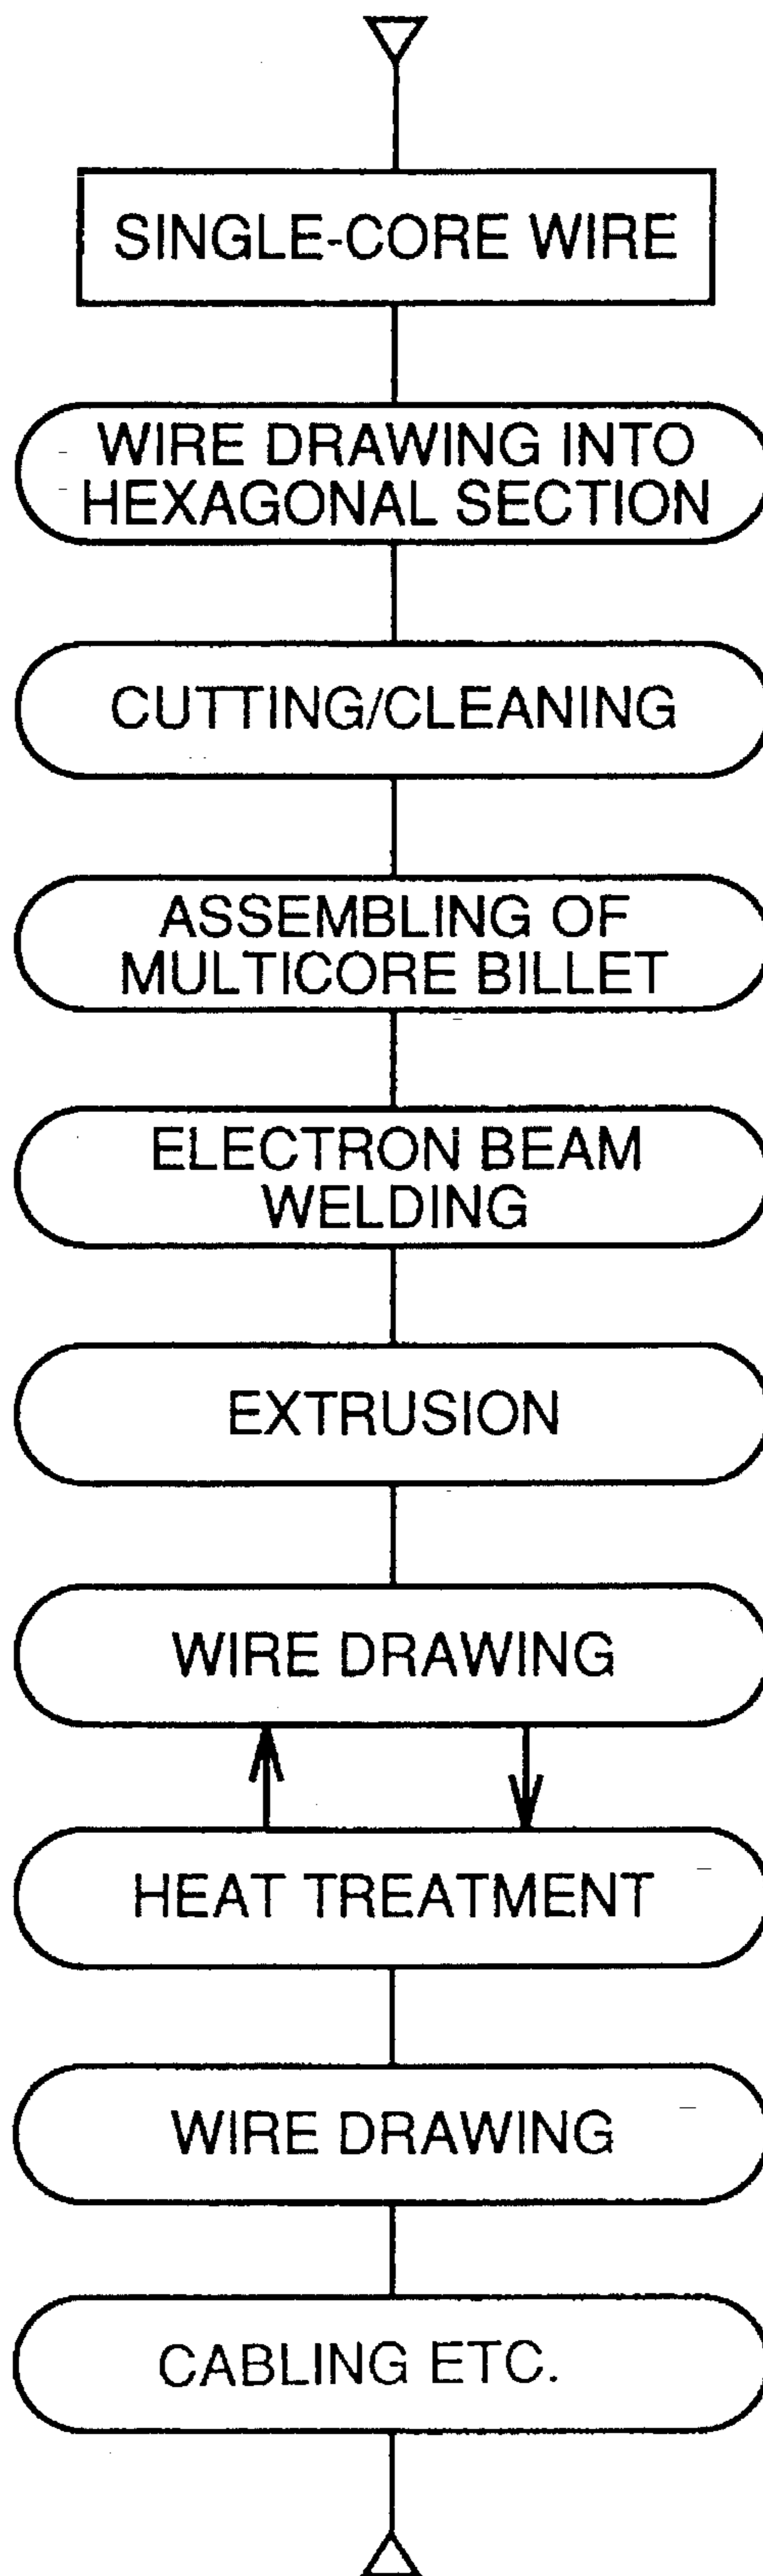 SINGLE-CORE WIRE
WIRE DRAWING INTO
HEXAGONAL SECTION
CUTTING/CLEANING
ASSEMBLING OF
MULTICORE BILLET
ELECTRON BEAM
WELDING
EXTRUSION
WIRE DRAWING
HEAT TREATMENT
WIRE DRAWING
CABLING ETC.